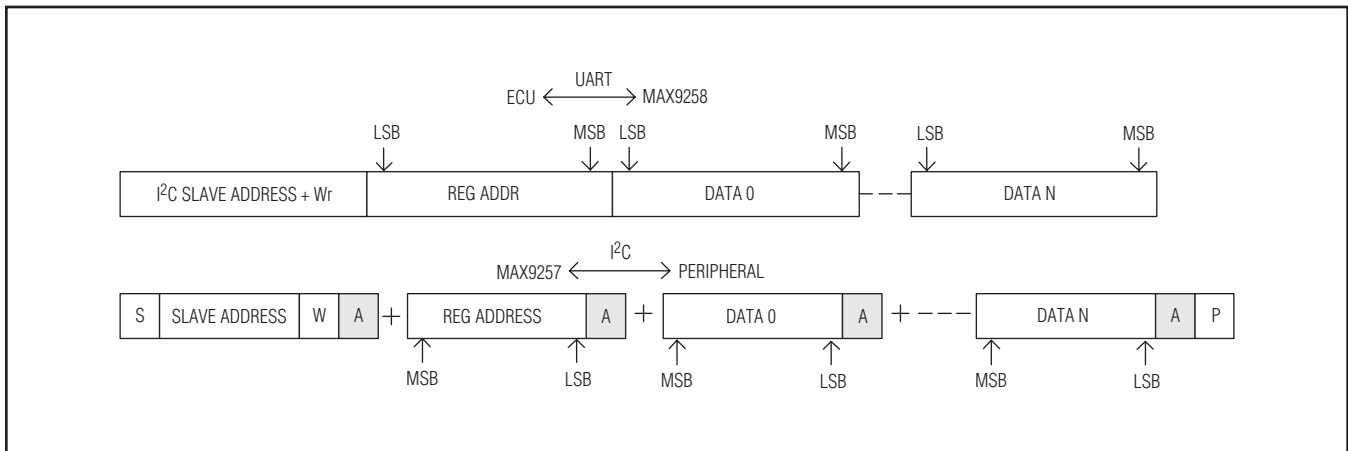 UART
ECU MAX9258
LSB MSB LSB MSB LSB MSB
I²C SLAVE ADDRESS + Wr REG ADDR DATA 0 DATA N
I²C
MAX9257 PERIPHERAL
S SLAVE ADDRESS W A + REG ADDRESS A + DATA 0 A + DATA N A P
MSB LSB MSB LSB MSB LSB